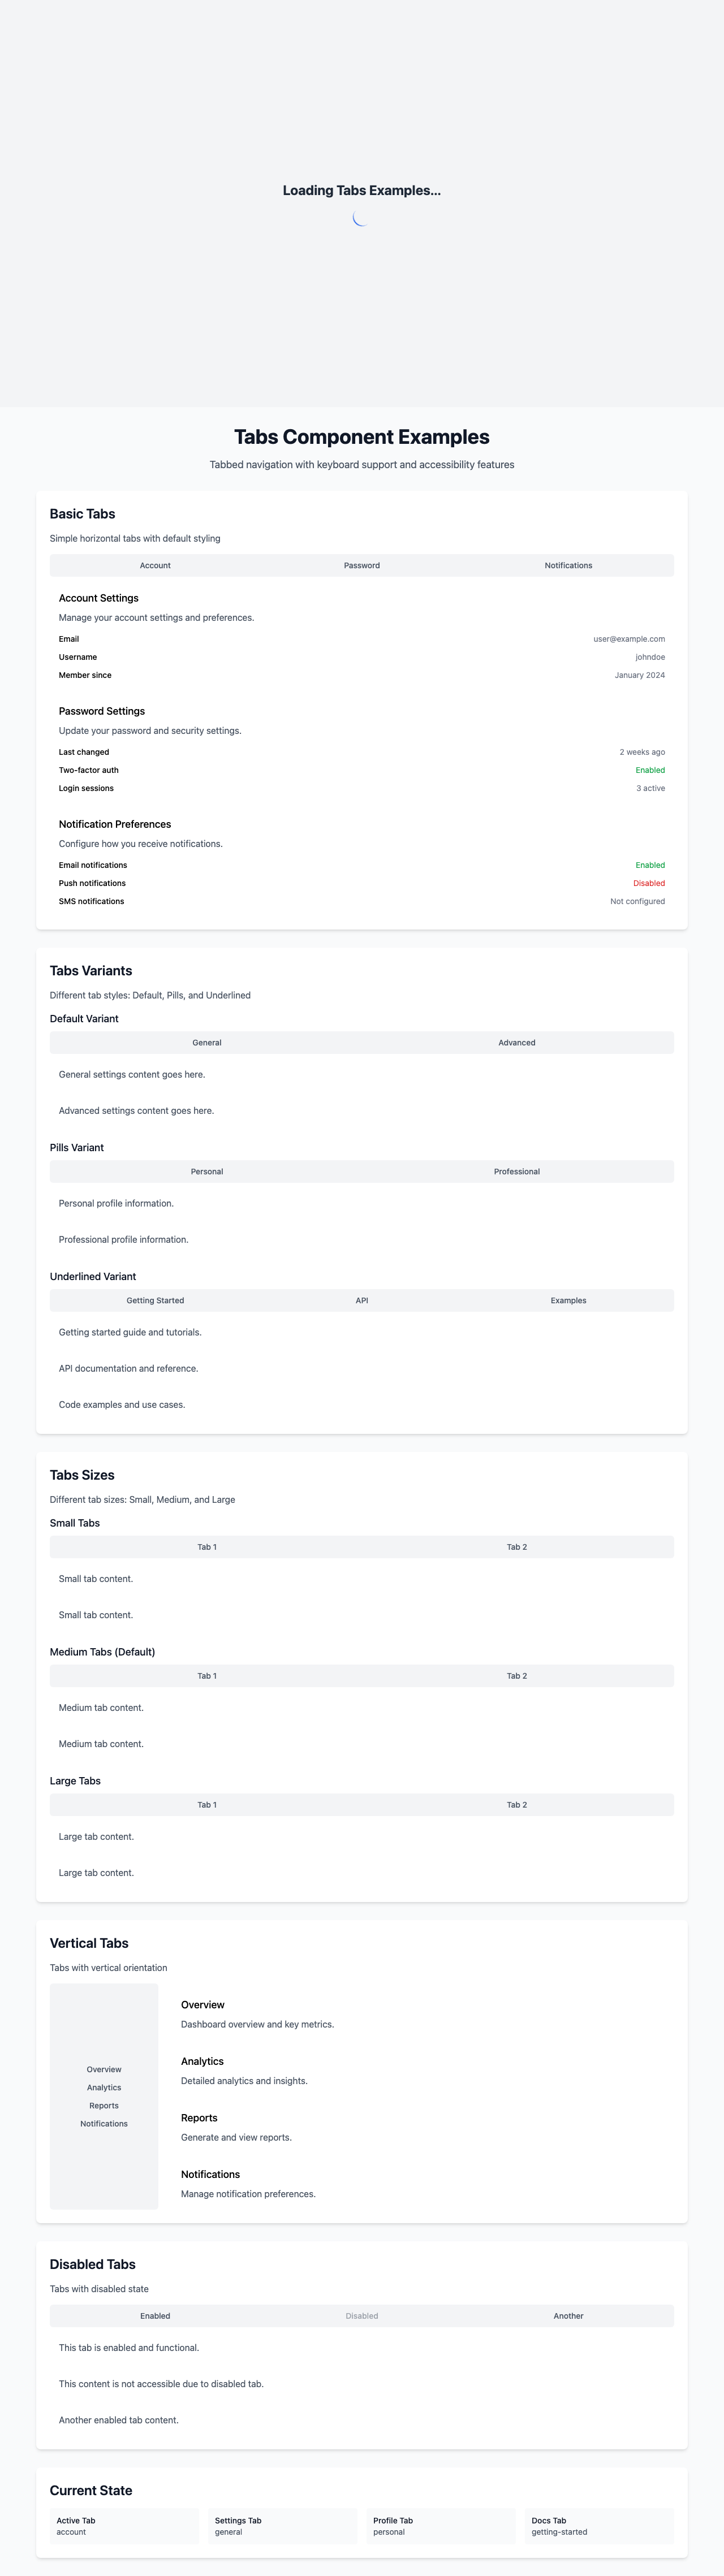 Loading Tabs Examples...
Tabs Component Examples
Tabbed navigation with keyboard support and accessibility features
Basic Tabs
Simple horizontal tabs with default styling
Account Password Notifications
Account Settings
Manage your account settings and preferences.
Email user@example.com
Username johndoe
Member since January 2024
Password Settings
Update your password and security settings.
Last changed 2 weeks ago
Two-factor auth Enabled
Login sessions 3 active
Notification Preferences
Configure how you receive notifications.
Email notifications Enabled
Push notifications Disabled
SMS notifications Not configured
Tabs Variants
Different tab styles: Default, Pills, and Underlined
Default Variant
General Advanced
General settings content goes here.
Advanced settings content goes here.
Pills Variant
Personal Professional
Personal profile information.
Professional profile information.
Underlined Variant
Getting Started API Examples
Getting started guide and tutorials.
API documentation and reference.
Code examples and use cases.
Tabs Sizes
Different tab sizes: Small, Medium, and Large
Small Tabs
Tab 1 Tab 2
Small tab content.
Small tab content.
Medium Tabs (Default)
Tab 1 Tab 2
Medium tab content.
Medium tab content.
Large Tabs
Tab 1 Tab 2
Large tab content.
Large tab content.
Vertical Tabs
Tabs with vertical orientation
Overview
Analytics
Reports
Notifications
Overview
Dashboard overview and key metrics.
Analytics
Detailed analytics and insights.
Reports
Generate and view reports.
Notifications
Manage notification preferences.
Disabled Tabs
Tabs with disabled state
Enabled Disabled Another
This tab is enabled and functional.
This content is not accessible due to disabled tab.
Another enabled tab content.
Current State
Active Tab Settings Tab Profile Tab Docs Tab
account general personal getting-started